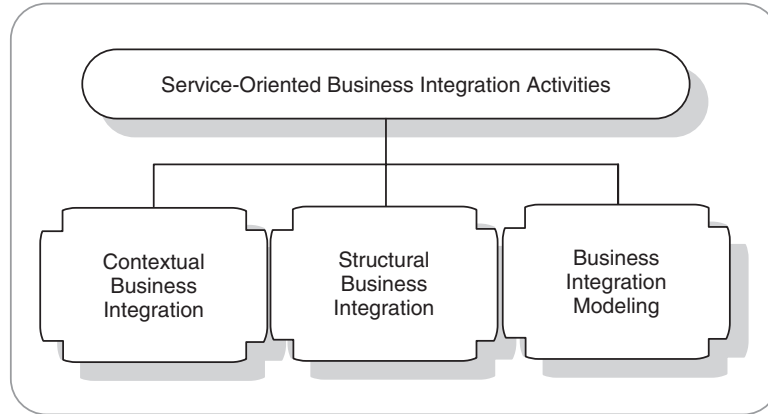 Service-Oriented Business Integration Activities
Contextual
Business
Integration
Structural
Business
Integration
Business
Integration
Modeling